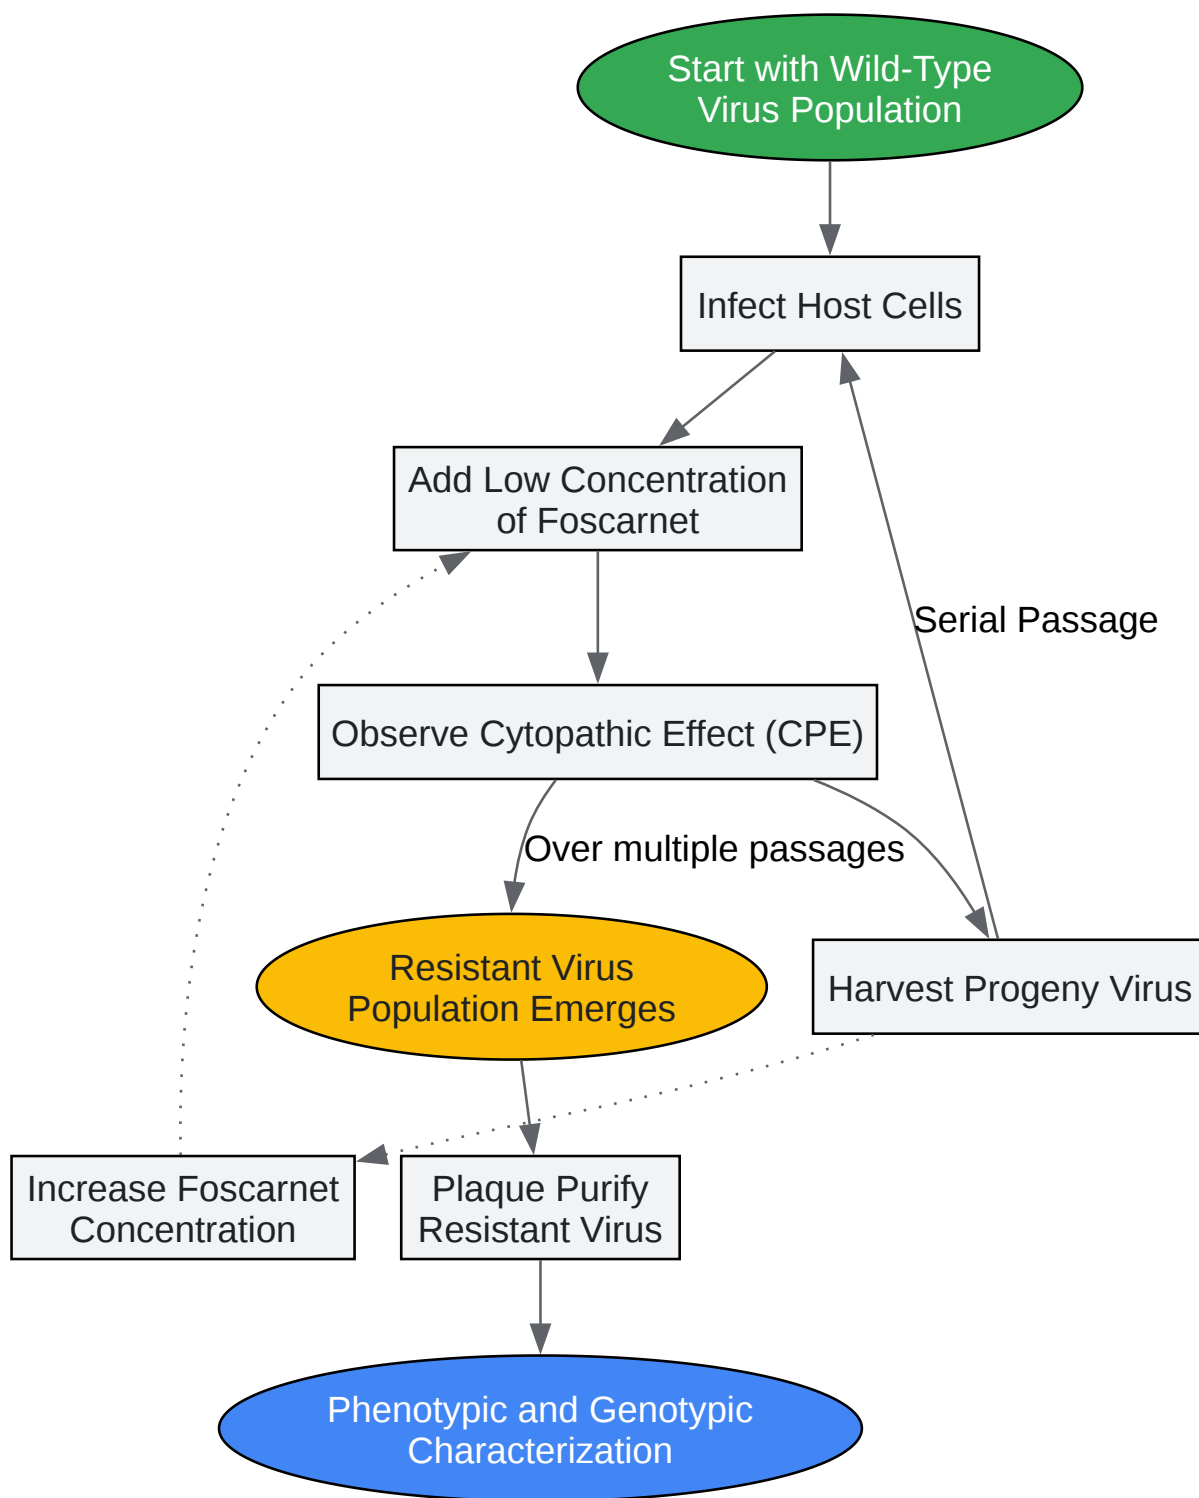 Start with Wild-Type
Virus Population
Infect Host Cells
Add Low Concentration
of Foscarnet
Serial Passage
Observe Cytopathic Effect (CPE)
Over multiple passages
Resistant Virus
Population Emerges
Harvest Progeny Virus
Increase Foscarnet
Concentration
Plaque Purify
Resistant Virus
Phenotypic and Genotypic
Characterization